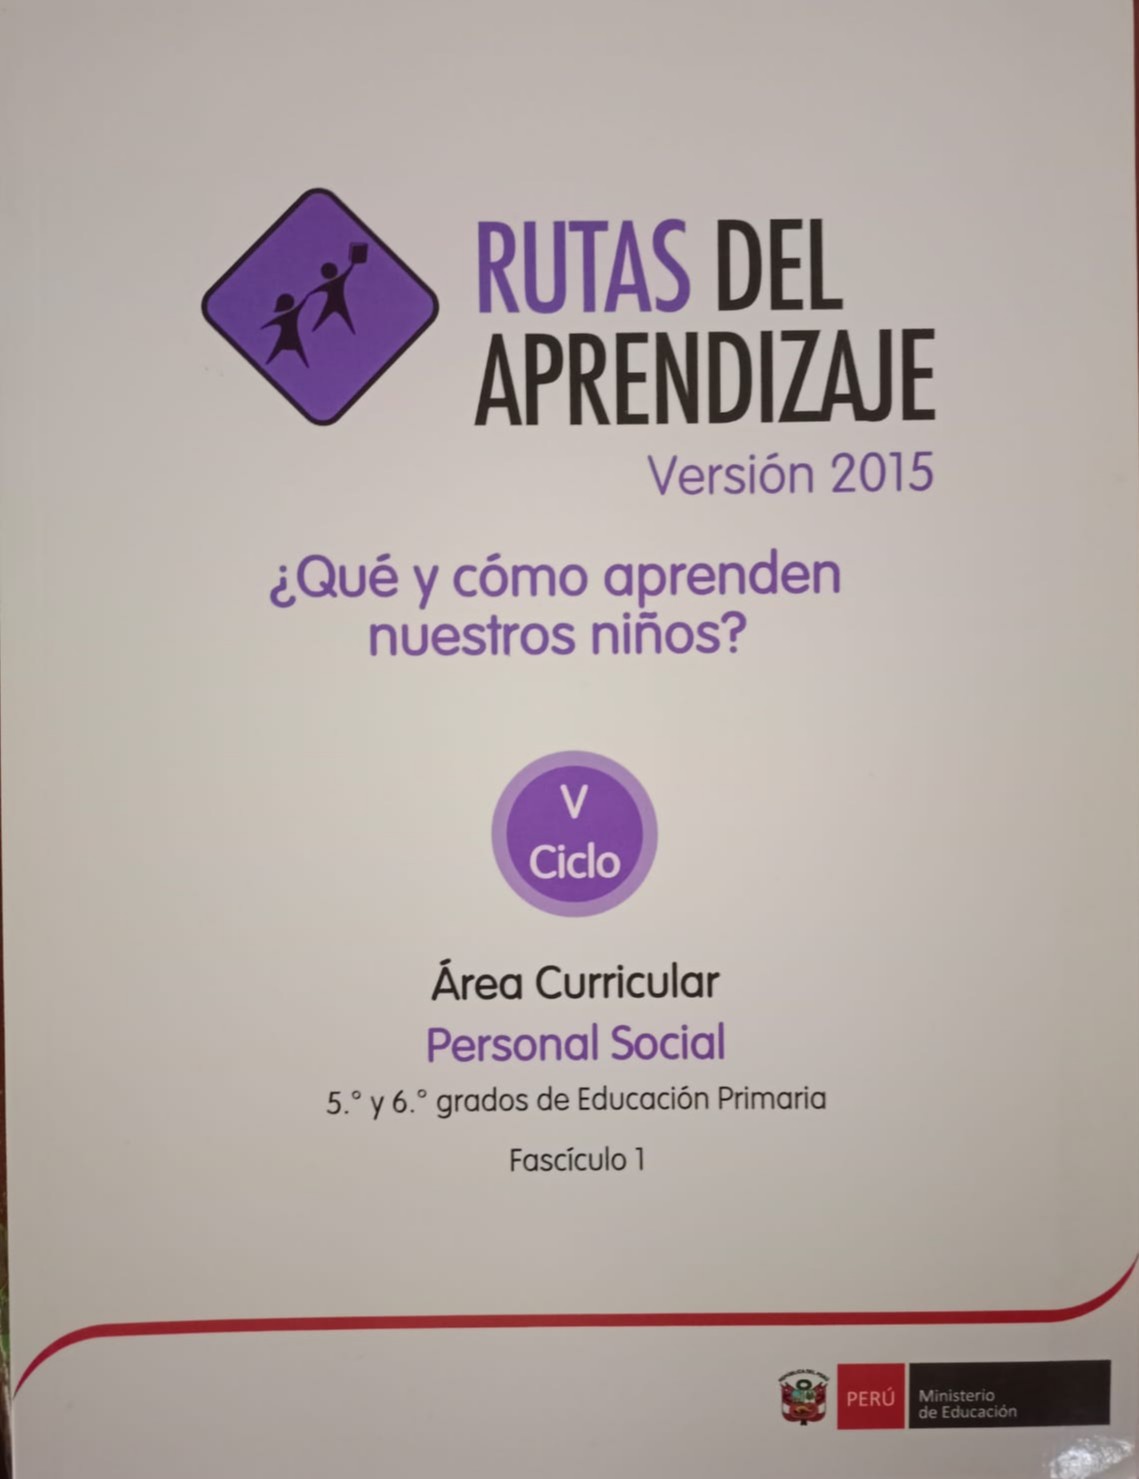 RUTAS DEL
APRENDIZAJE
Versión 2015
¿Qué y cómo aprenden
nuestros niños?
V
Ciclo
Área Curricular
Personal Social
5.° y 6.° grados de Educación Primaria
Fascículo 1
PERÚ
Ministerio
de Educación